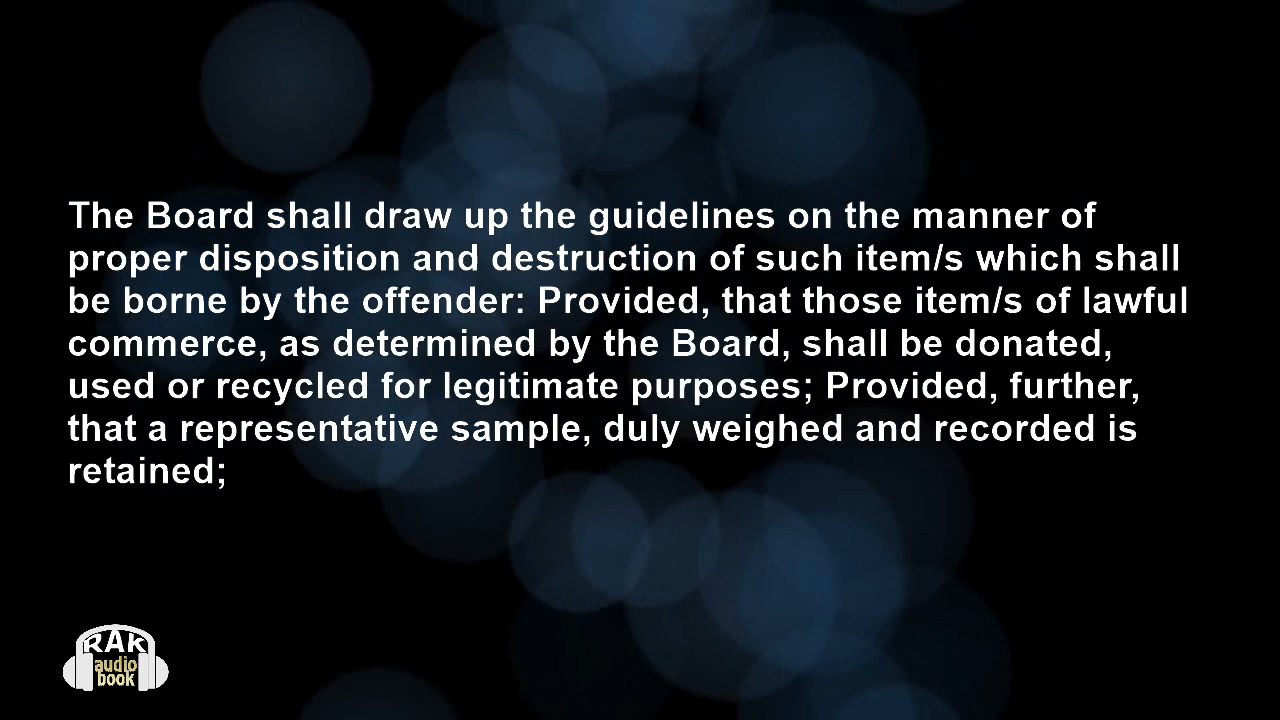 The Board shall draw up the guidelines on the manner of
proper disposition and destruction of such item/s which shall
be borne by the offender: Provided, that those item/s of lawful
commerce, as determined by the Board, shall be donated,
used or recycled for legitimate purposes; Provided, further,
that a representative sample, duly weighed and recorded is
retained;
RAK
audio
book